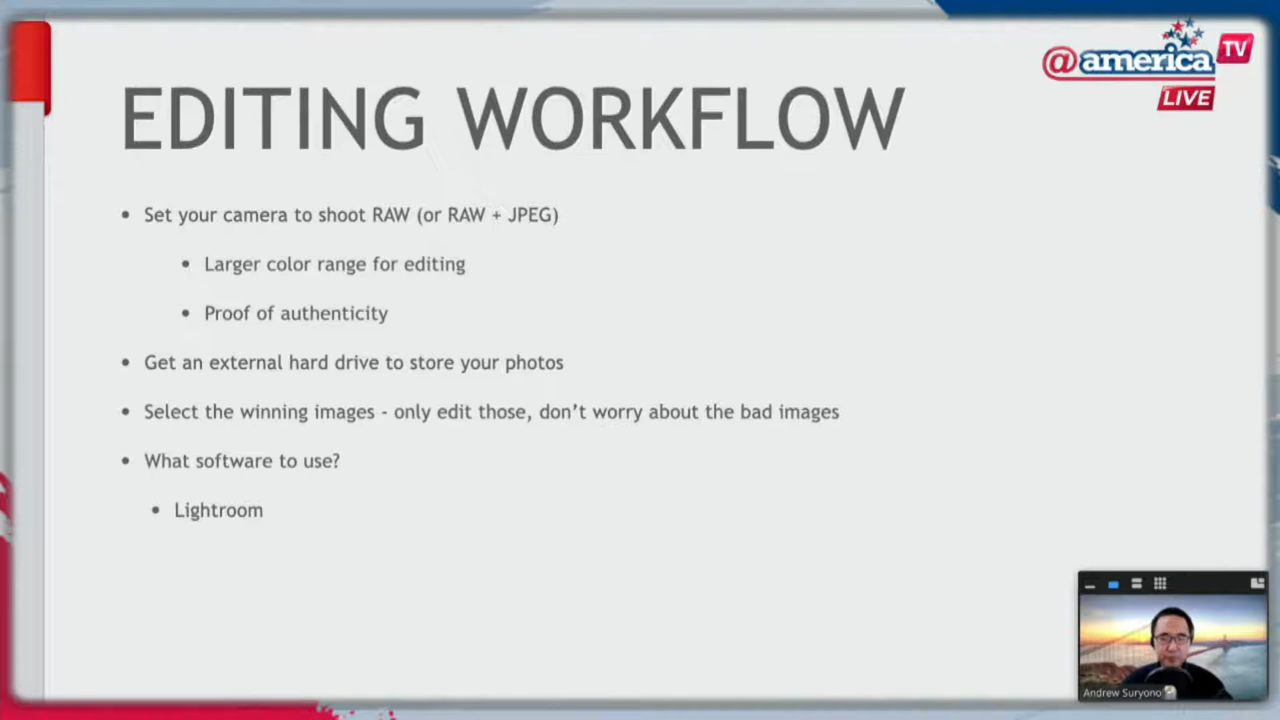 @america TV
LIVE
EDITING WORKFLOW
• Set your camera to shoot RAW (or RAW + JPEG)
• Larger color range for editing
• Proof of authenticity
• Get an external hard drive to store your photos
• Select the winning images - only edit those, don’t worry about the bad images
• What software to use?
• Lightroom
Andrew Suryono